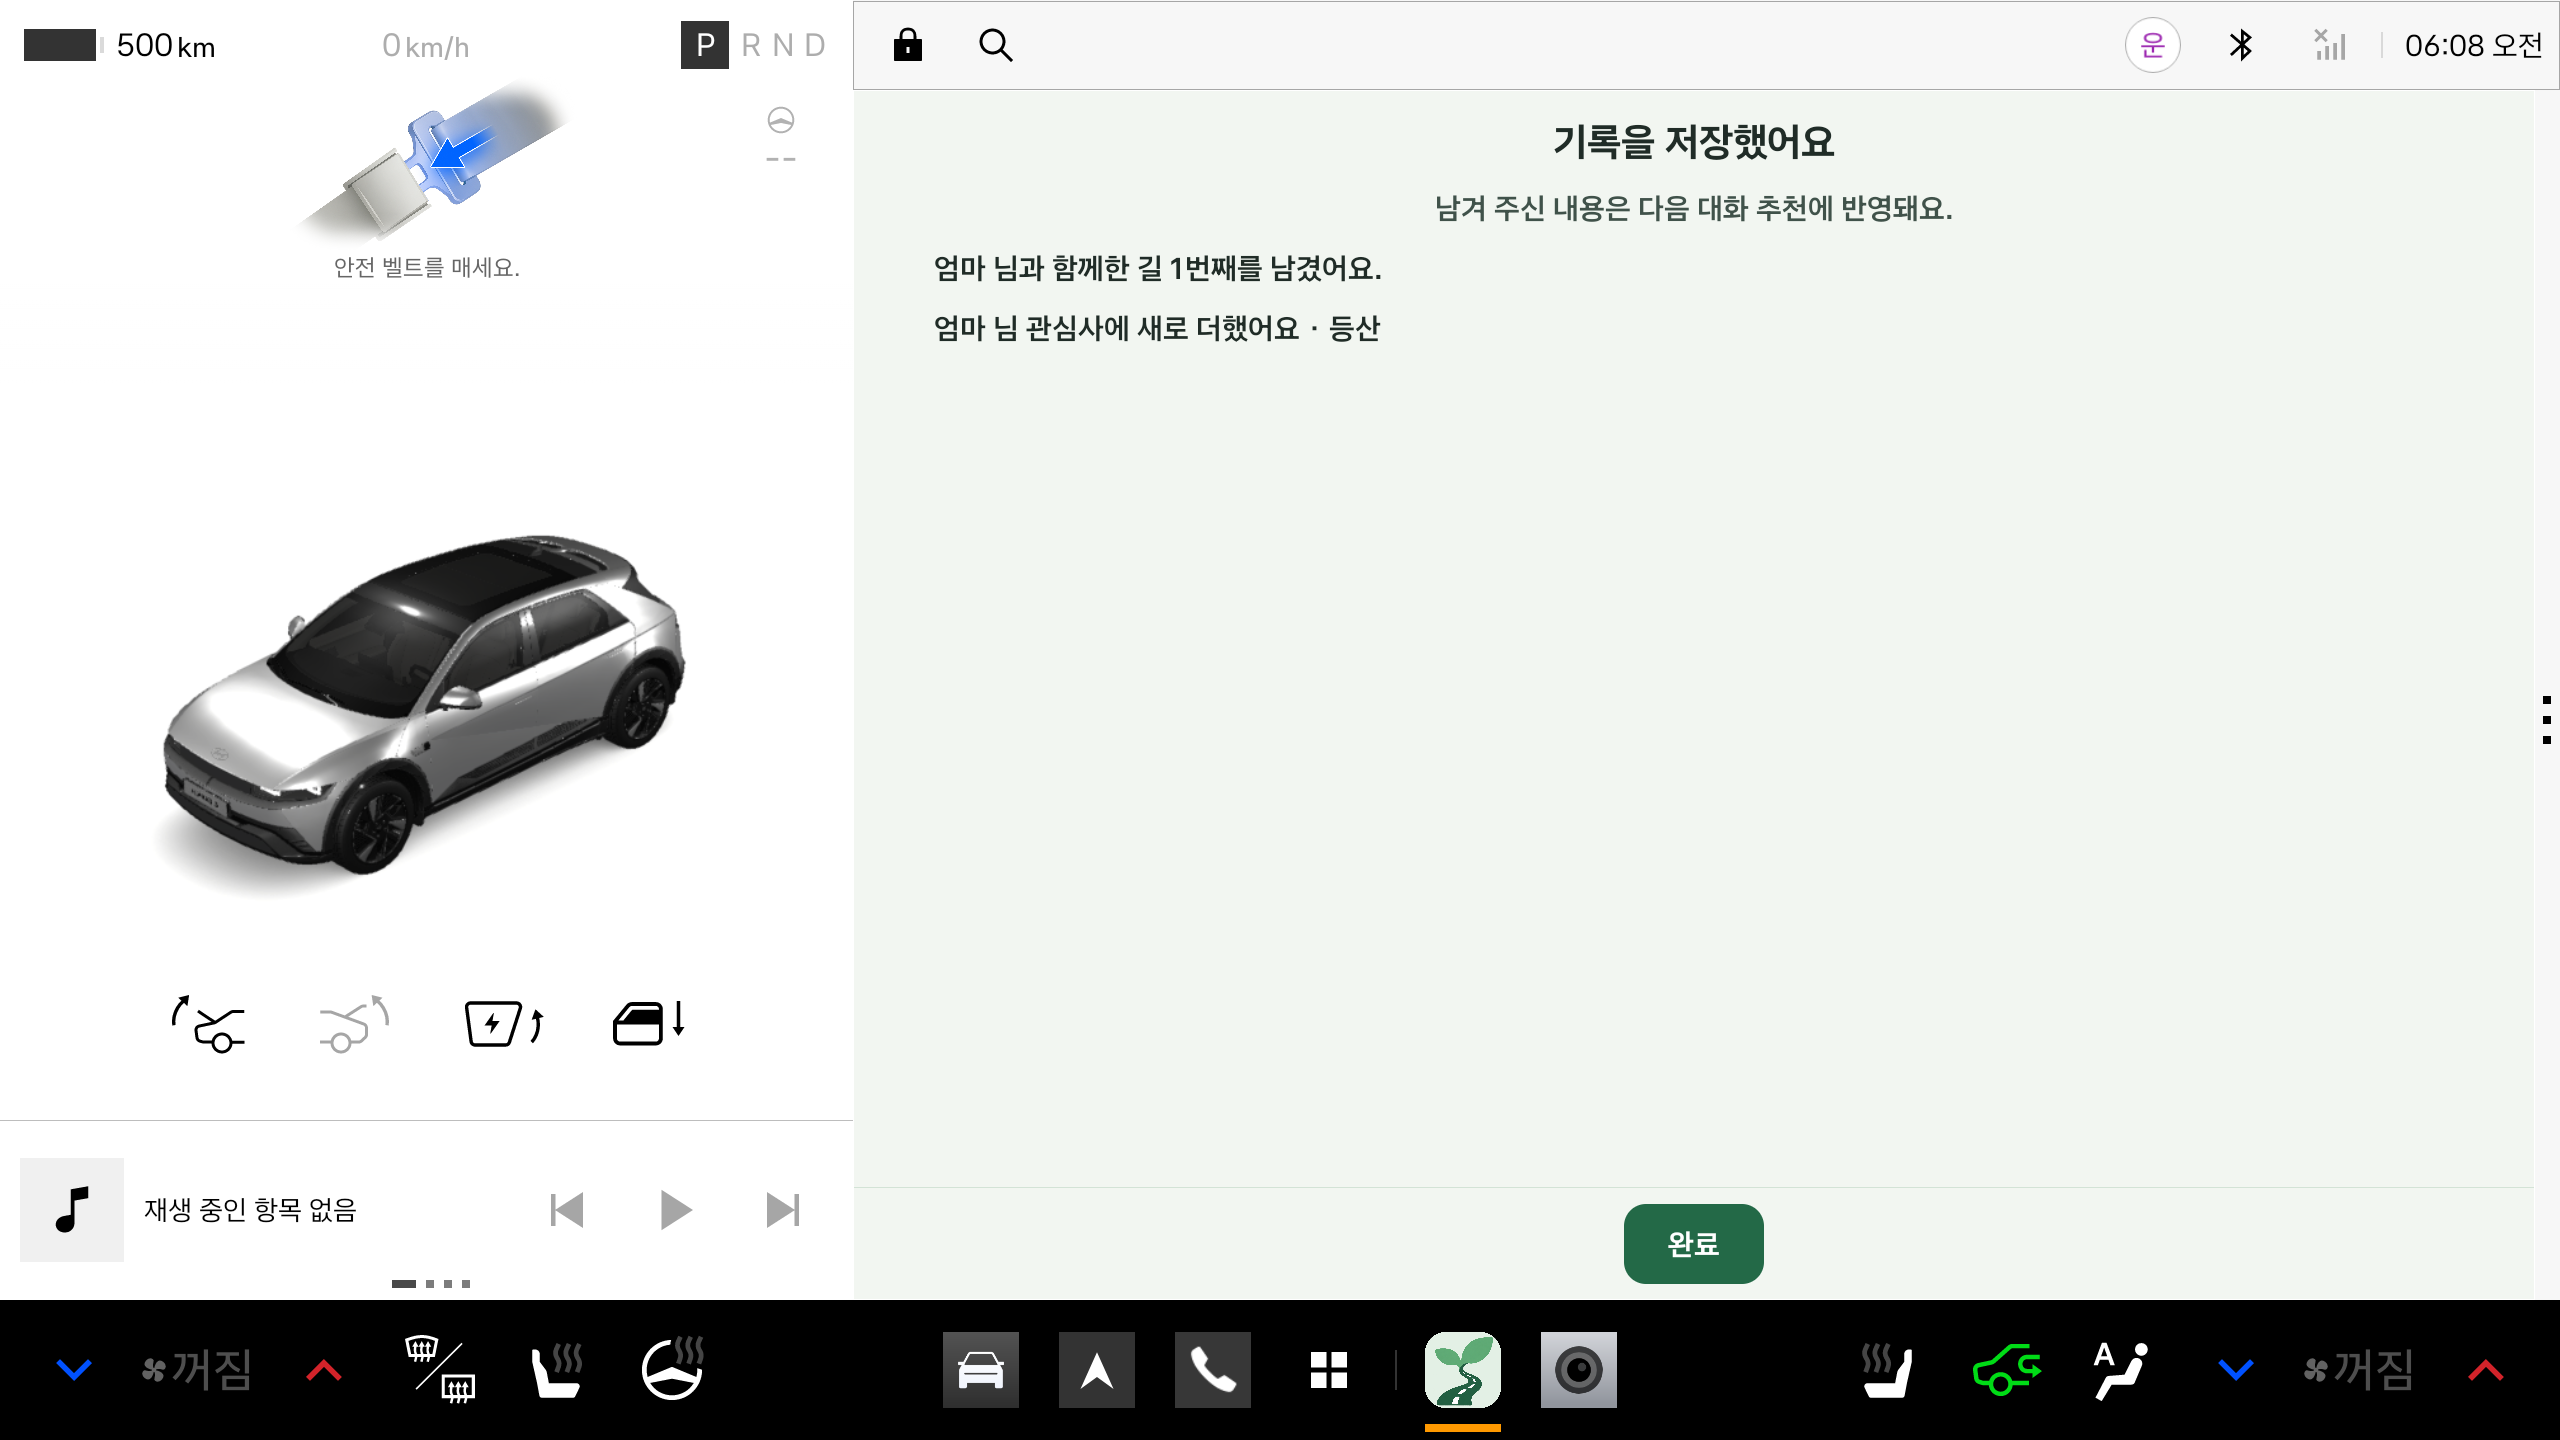 500 km
0 km/h
P R N D
운
06:08 오전
안전 벨트를 매세요.
기록을 저장했어요
남겨 주신 내용은 다음 대화 추천에 반영돼요.
엄마 님과 함께한 길 1번째를 남겼어요.
엄마 님 관심사에 새로 더했어요 · 등산
재생 중인 항목 없음
완료
꺼짐
A
꺼짐